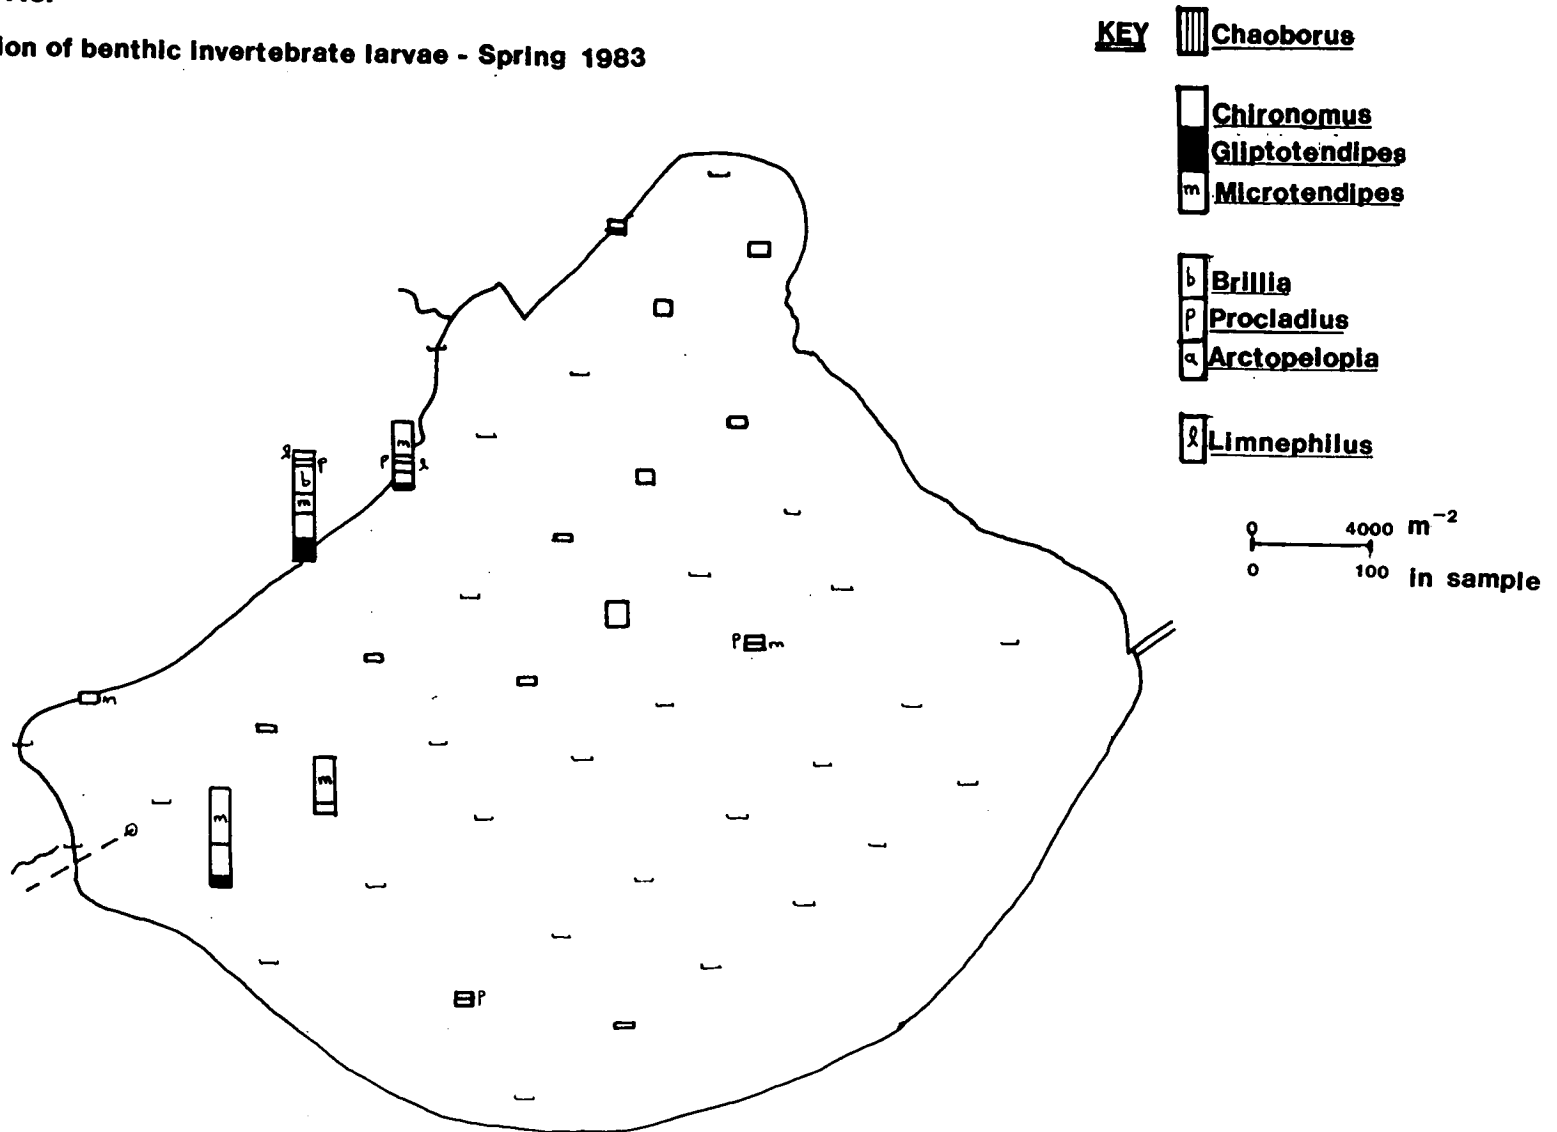 ion of benthic invertebrate larvae - Spring 1983
KEY
Chaoborus
Chironomus
Gliptotendipes
m Microtendipes
b Brillia
p Procladius
a Arctopelopia
l Limnephilus
0 4000 m⁻²
0 100 in sample
l
p
b
m
m
p
l
p m
m
m
m
p